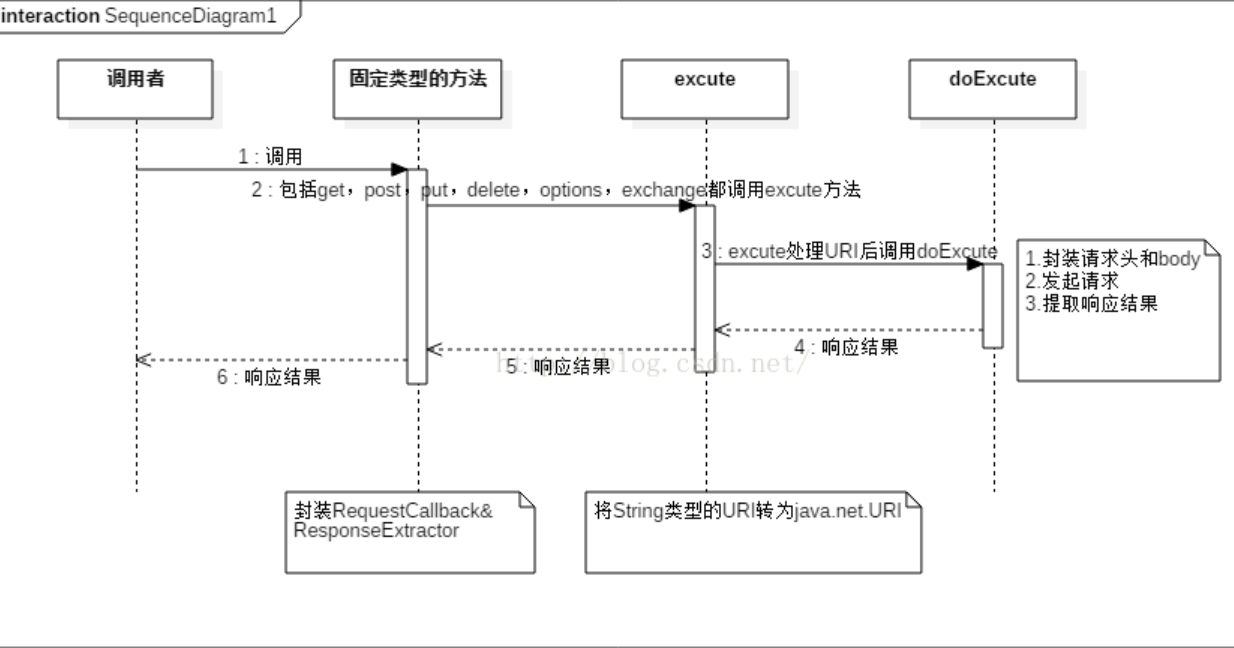 interaction SequenceDiagram1
调用者
固定类型的方法
excute
doExcute
1 : 调用
2 : 包括get，post，put，delete，options，exchange都调用excute方法
3 : excute处理URI后调用doExcute
1.封装请求头和body
2.发起请求
3.提取响应结果
4 : 响应结果
5 : 响应结果
6 : 响应结果
http://blog.csdn.net/
封装RequestCallback&
ResponseExtractor
将String类型的URI转为java.net.URI